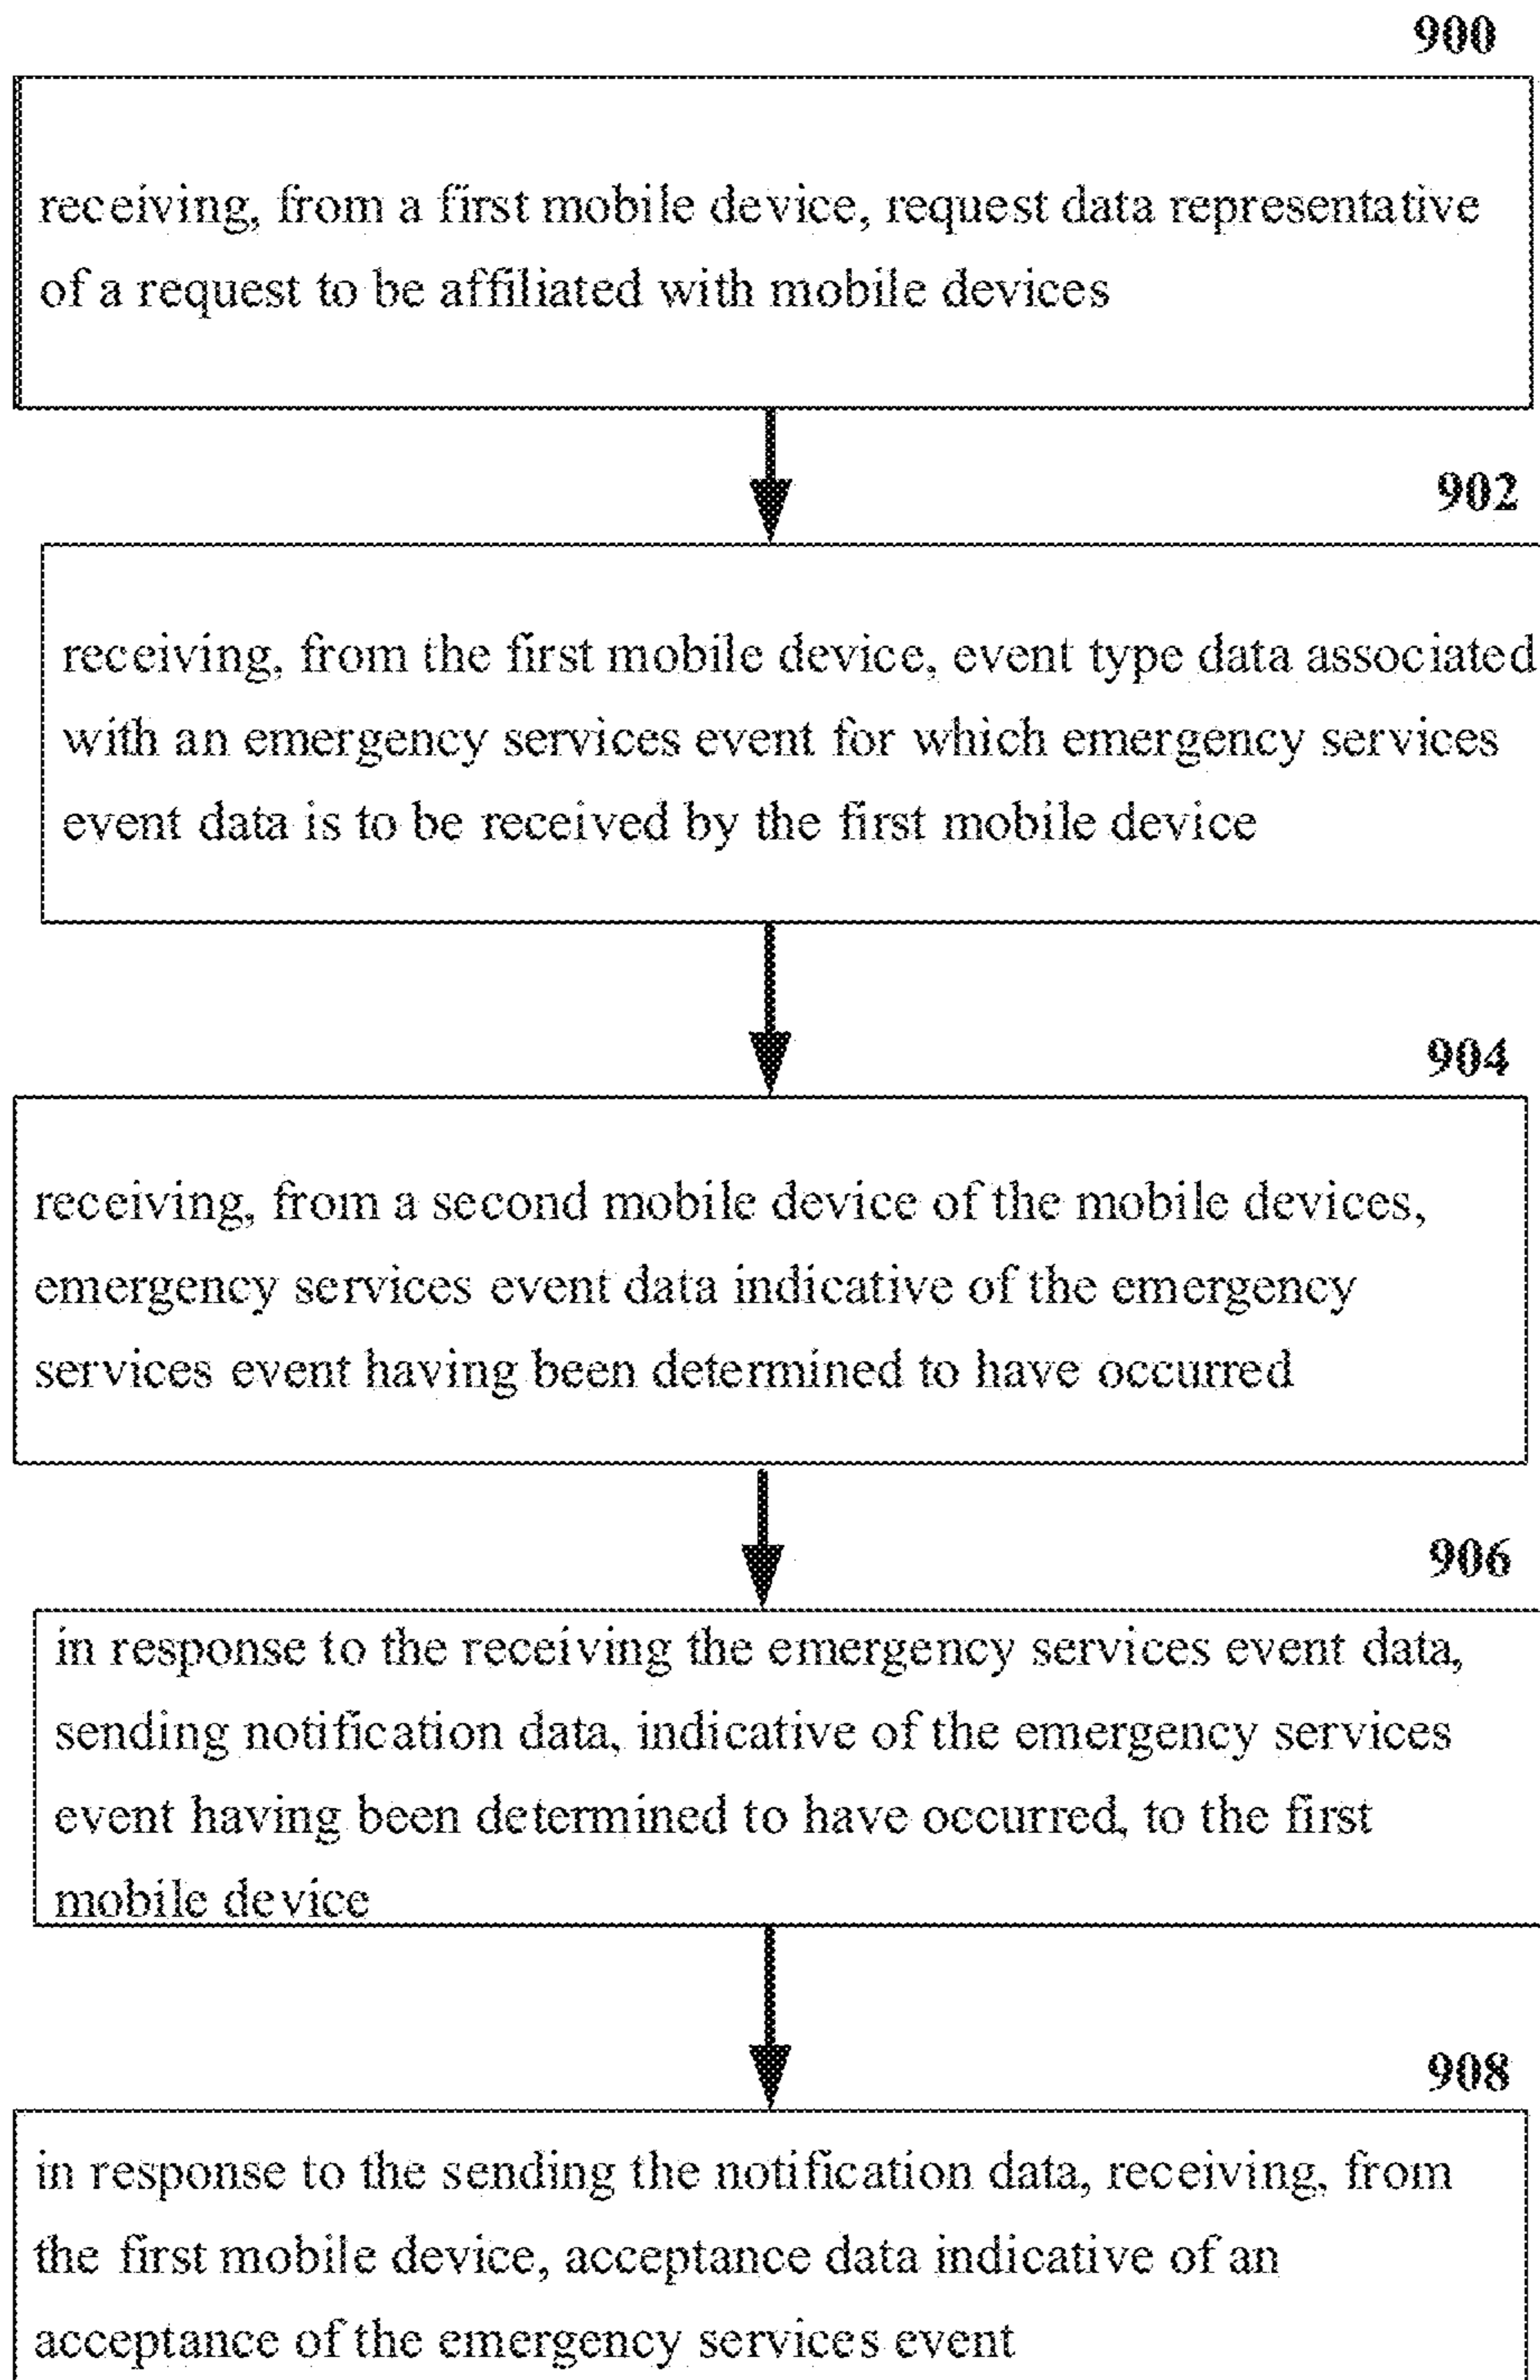 900
receiving, from a first mobile device, request data representative
of a request to be affiliated with mobile devices
902
receiving, from the first mobile device, event type data associated
with an emergency services event for which emergency services
event data is to be received by the first mobile device
904
receiving, from a second mobile device of the mobile devices,
emergency services event data indicative of the emergency
services event having been determined to have occurred
906
in response to the receiving the emergency services event data,
sending notification data, indicative of the emergency services
event having been determined to have occurred, to the first
mobile device
908
in response to the sending the notification data, receiving, from
the first mobile device, acceptance data indicative of an
acceptance of the emergency services event